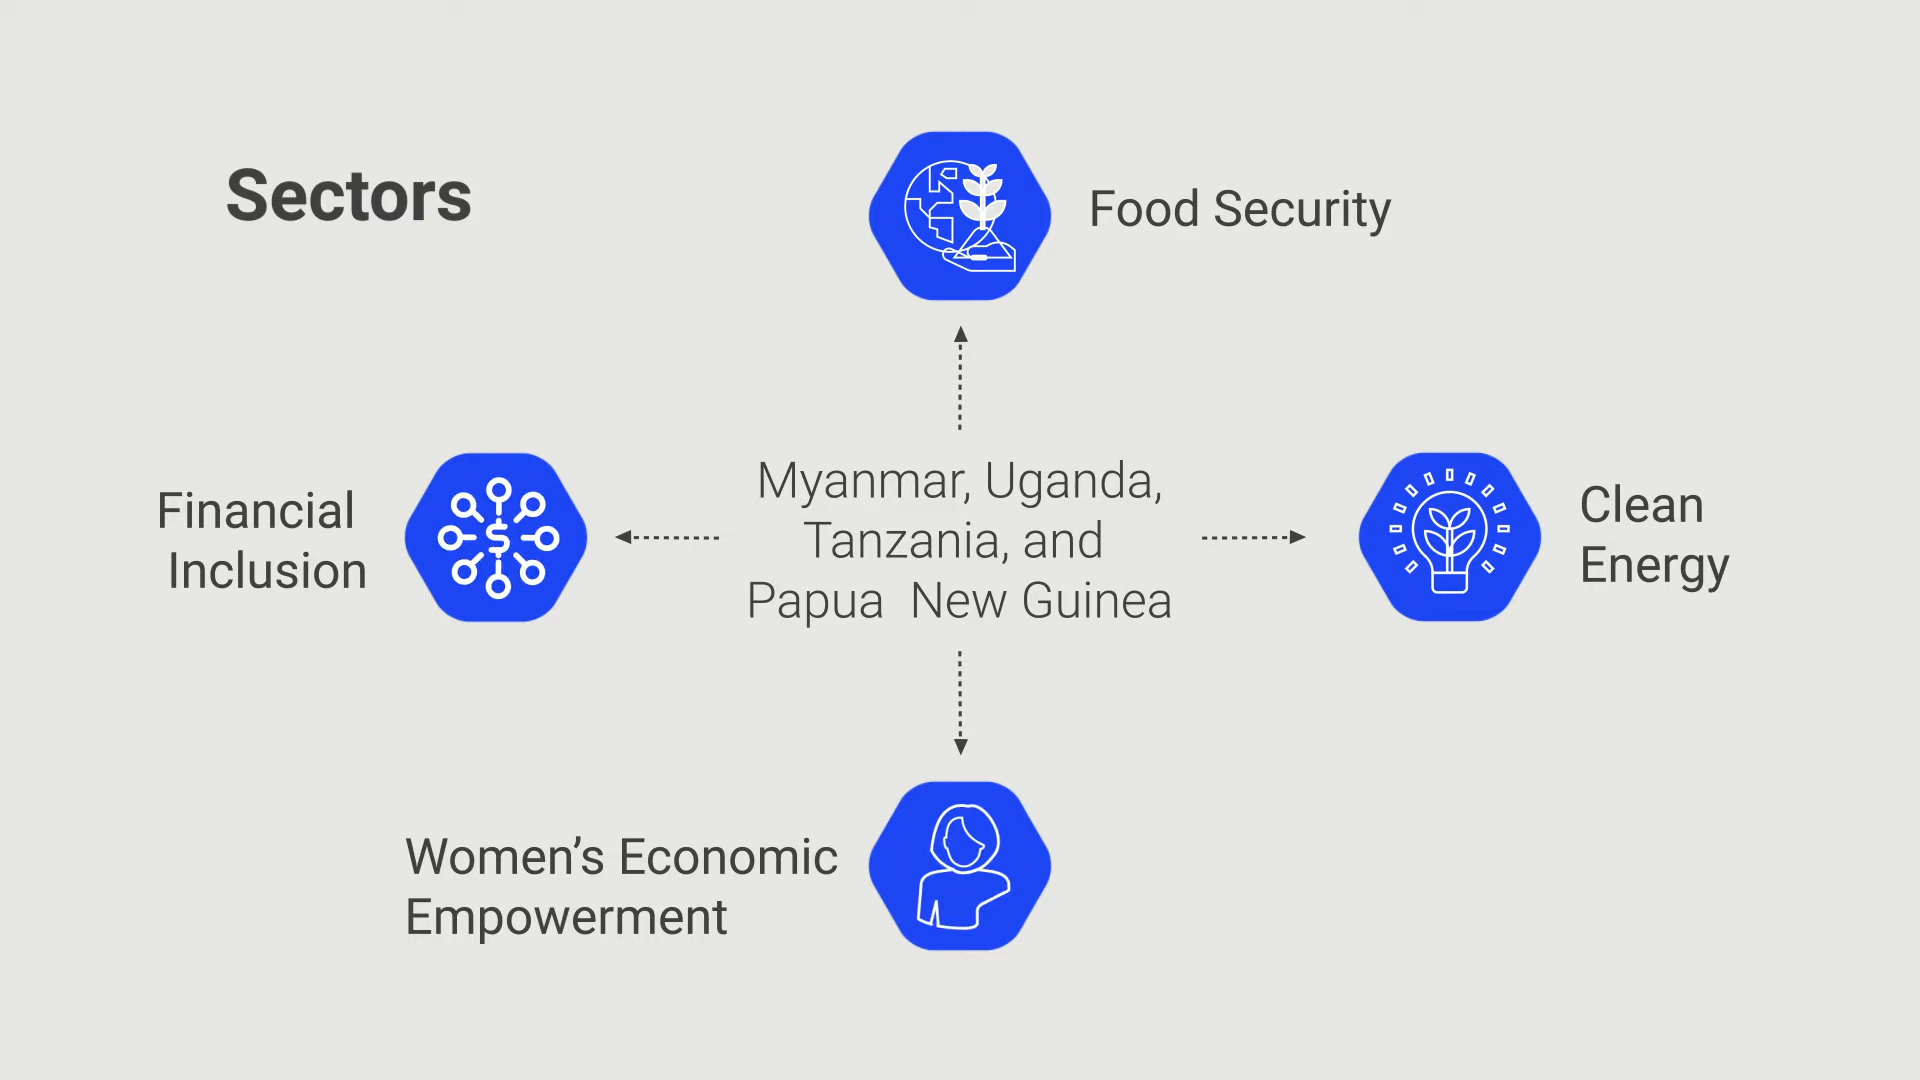 Sectors
Food Security
Financial
Inclusion
Myanmar, Uganda,
Tanzania, and
Papua  New Guinea
Clean
Energy
Women’s Economic
Empowerment